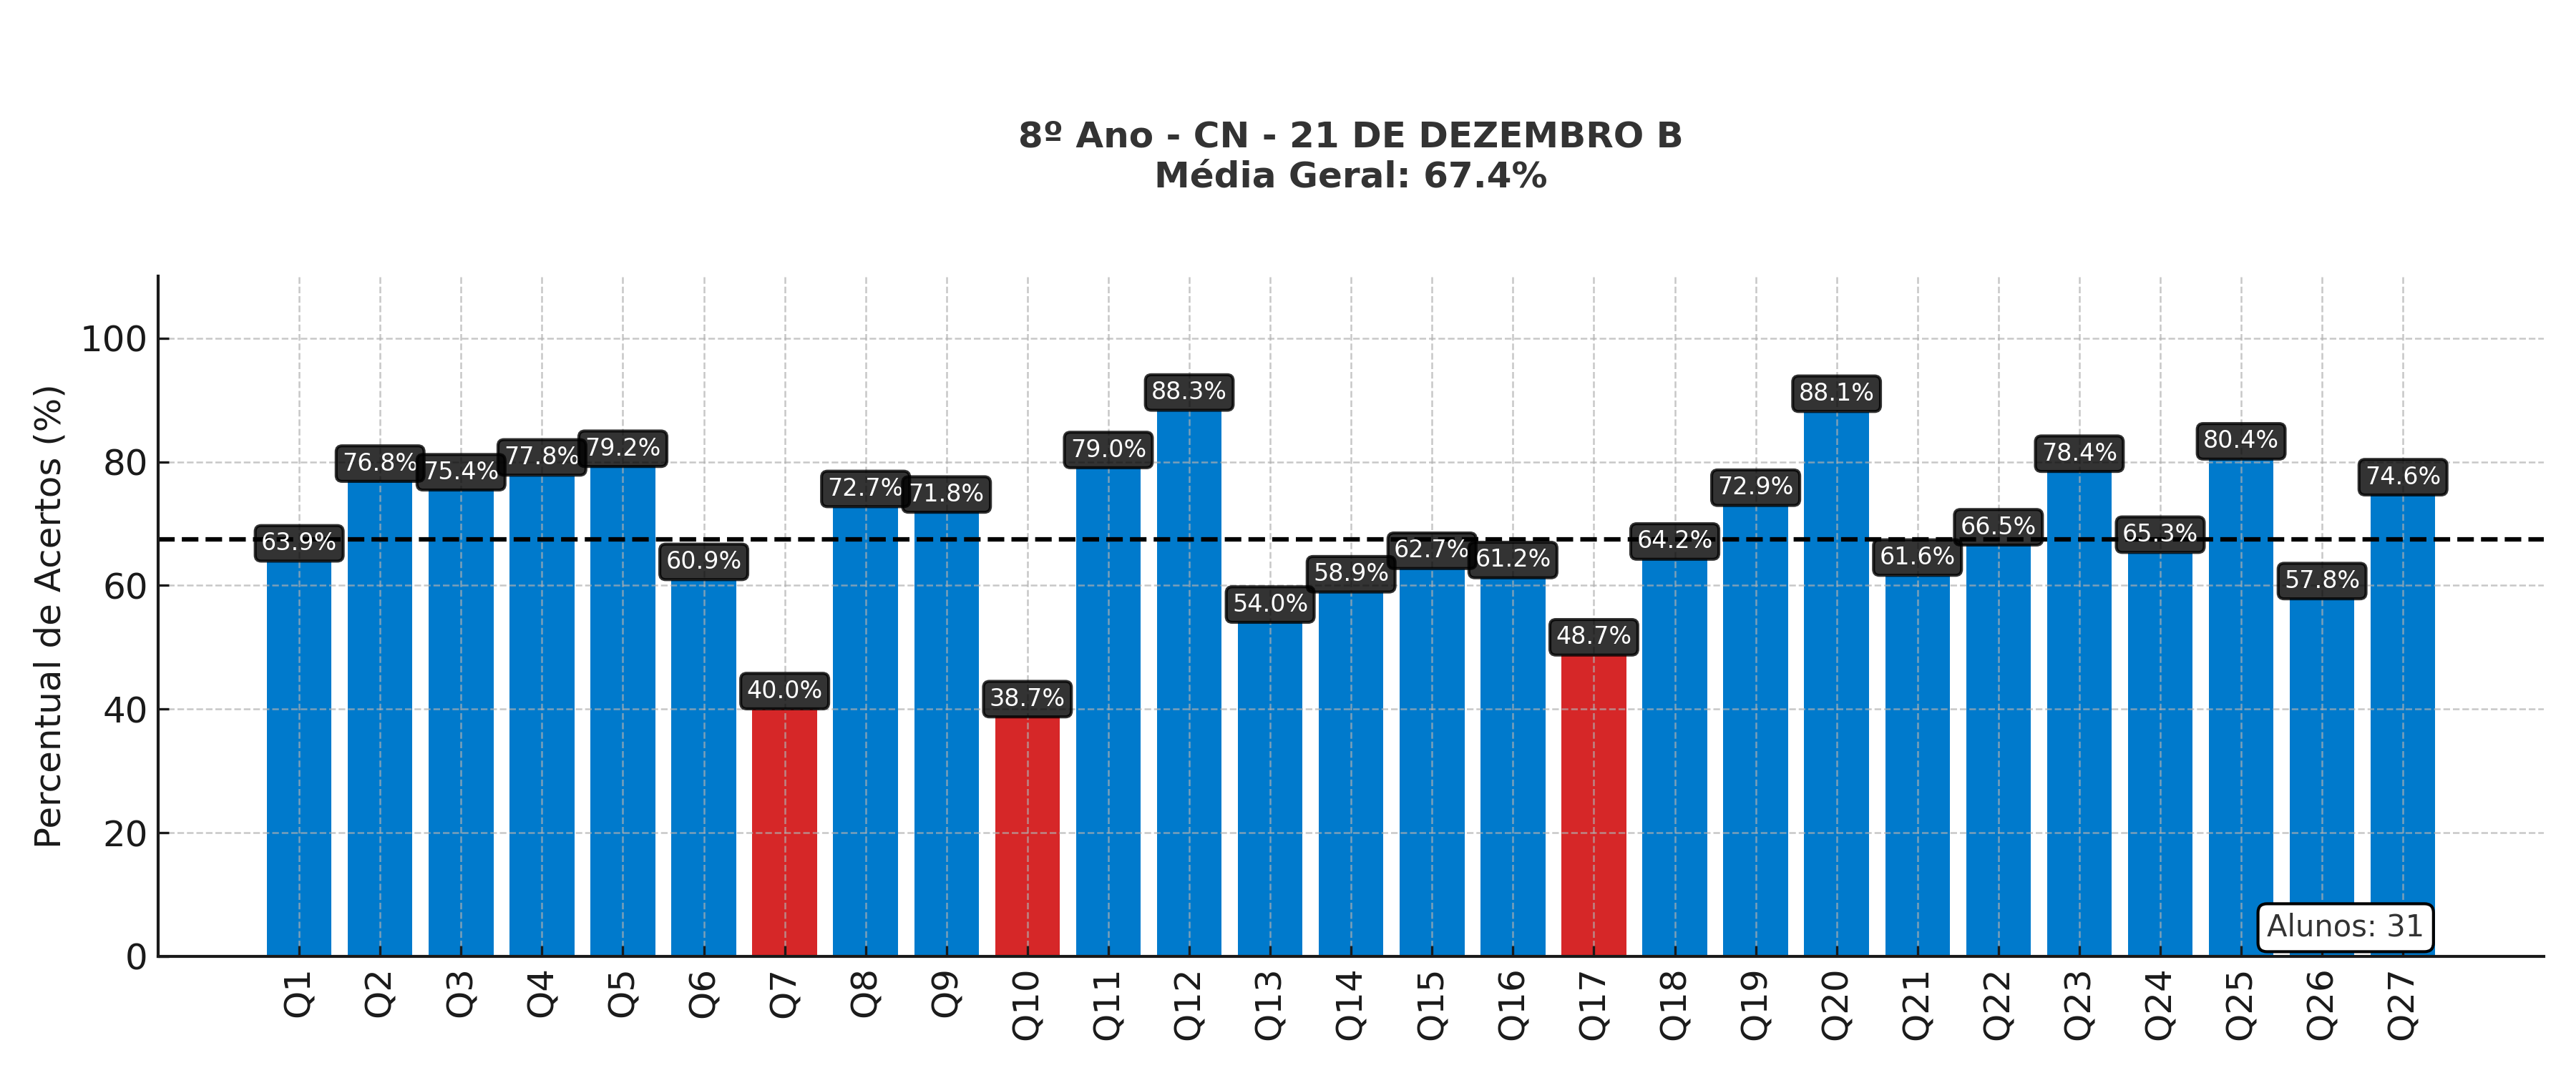 8º Ano - CN - 21 DE DEZEMBRO B
Média Geral: 67.4%
Percentual de Acertos (%)
100
80
60
40
20
0
63.9%
76.8%
75.4%
77.8%
79.2%
60.9%
40.0%
72.7%
71.8%
38.7%
79.0%
88.3%
54.0%
58.9%
62.7%
61.2%
48.7%
64.2%
72.9%
88.1%
61.6%
66.5%
78.4%
65.3%
80.4%
57.8%
74.6%
Alunos: 31
Q1
Q2
Q3
Q4
Q5
Q6
Q7
Q8
Q9
Q10
Q11
Q12
Q13
Q14
Q15
Q16
Q17
Q18
Q19
Q20
Q21
Q22
Q23
Q24
Q25
Q26
Q27